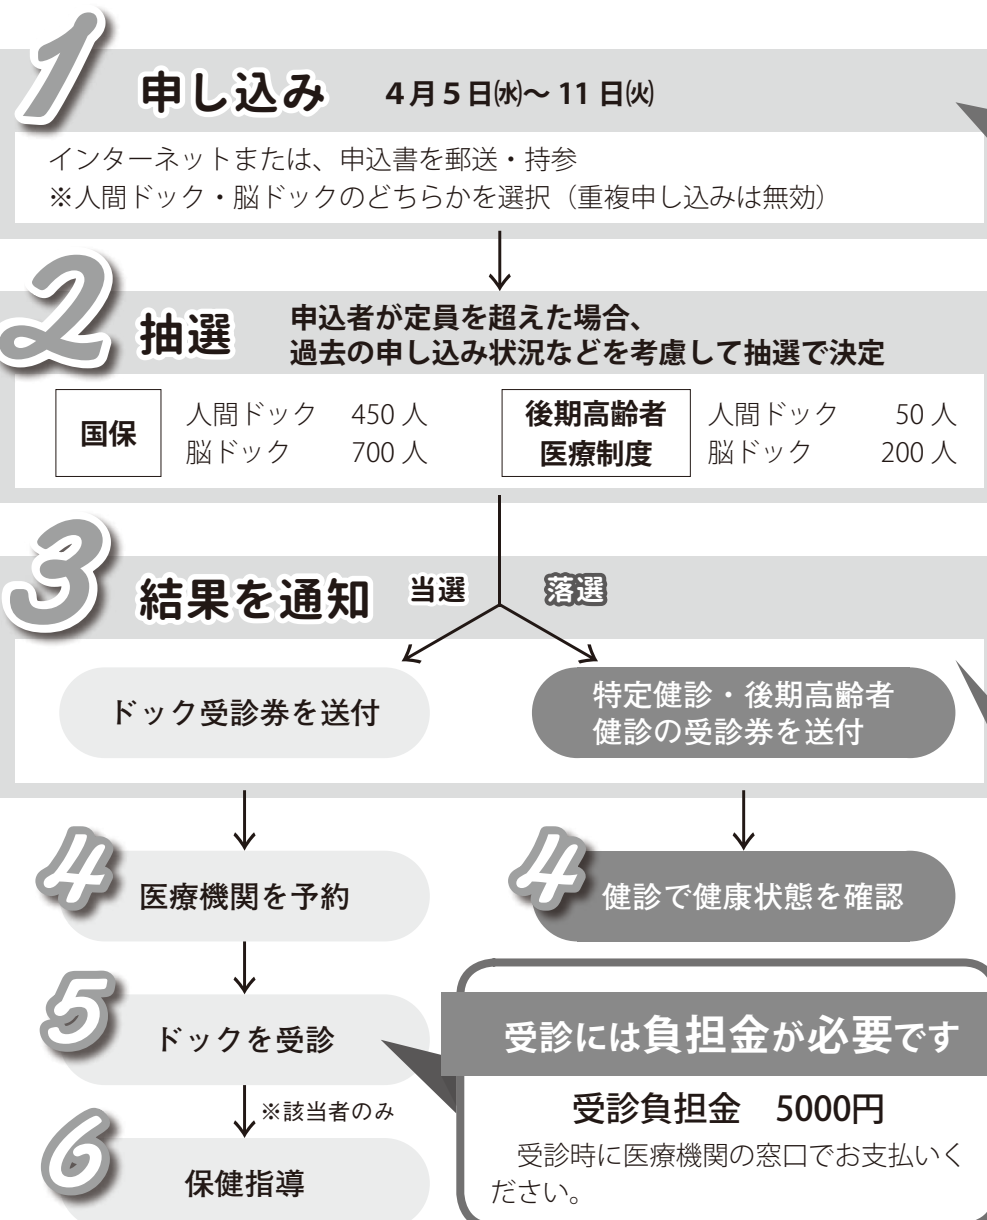 1 申し込み 4月5日㈬〜11日㈫
インターネットまたは、申込書を郵送・持参
※人間ドック・脳ドックのどちらかを選択（重複申し込みは無効）
2 抽選
申込者が定員を超えた場合、
過去の申し込み状況などを考慮して抽選で決定
国保
人間ドック 450人
脳ドック 700人
後期高齢者
医療制度
人間ドック 50人
脳ドック 200人
3 結果を通知 当選 落選
ドック受診券を送付
特定健診・後期高齢者
健診の受診券を送付
4 医療機関を予約
4 健診で健康状態を確認
5 ドックを受診
※該当者のみ
6 保健指導
受診には負担金が必要です
受診負担金 5000円
受診時に医療機関の窓口でお支払いく
ださい。